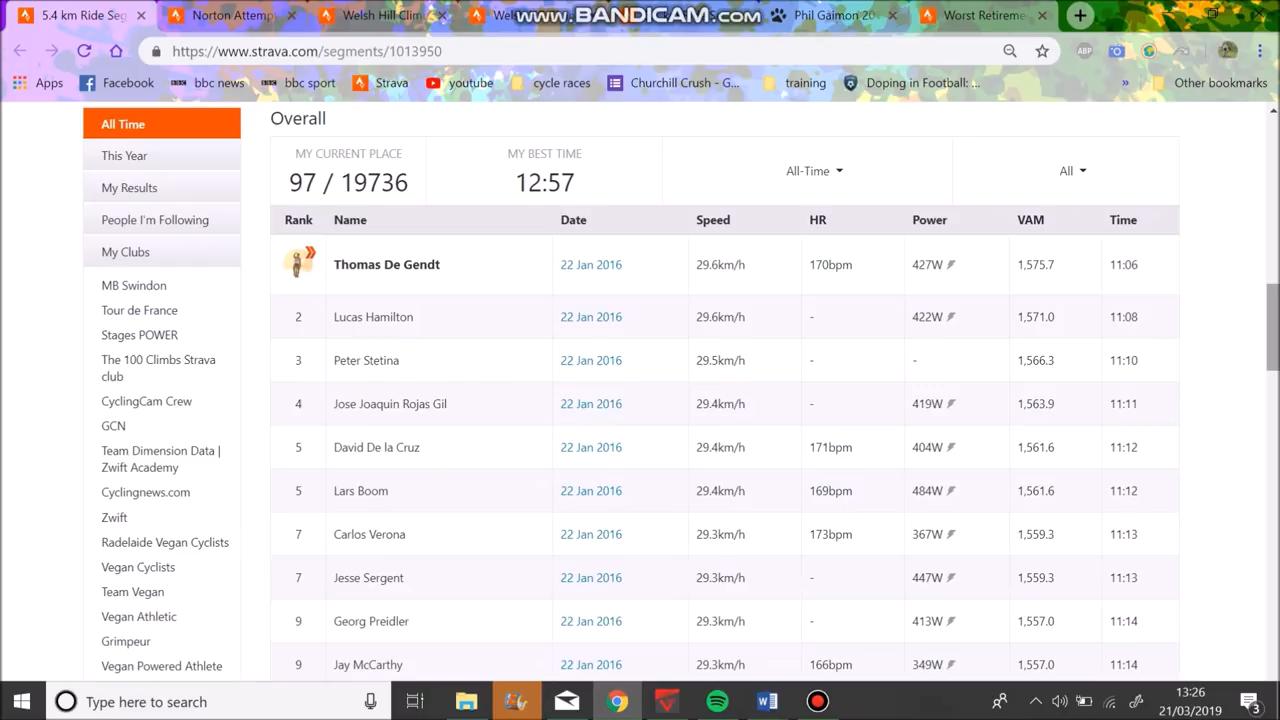 5.4 km Ride Seg
Norton Attemp
Welsh Hill Clim
Wels
www.BANDICAM.com
Phil Gaimon 20
Worst Retireme
https://www.strava.com/segments/1013950
ABP
Apps
Facebook
bbc news
bbc sport
Strava
youtube
cycle races
Churchill Crush - G...
training
Doping in Football: ...
»
Other bookmarks
All Time
This Year
My Results
People I'm Following
My Clubs
MB Swindon
Tour de France
Stages POWER
The 100 Climbs Strava
club
CyclingCam Crew
GCN
Team Dimension Data |
Zwift Academy
Cyclingnews.com
Zwift
Radelaide Vegan Cyclists
Vegan Cyclists
Team Vegan
Vegan Athletic
Grimpeur
Vegan Powered Athlete
Overall
MY CURRENT PLACE
97 / 19736
MY BEST TIME
12:57
All-Time
All
Rank Name Date Speed HR Power VAM Time
Thomas De Gendt 22 Jan 2016 29.6km/h 170bpm 427W 1,575.7 11:06
2 Lucas Hamilton 22 Jan 2016 29.6km/h - 422W 1,571.0 11:08
3 Peter Stetina 22 Jan 2016 29.5km/h - - 1,566.3 11:10
4 Jose Joaquin Rojas Gil 22 Jan 2016 29.4km/h - 419W 1,563.9 11:11
5 David De la Cruz 22 Jan 2016 29.4km/h 171bpm 404W 1,561.6 11:12
5 Lars Boom 22 Jan 2016 29.4km/h 169bpm 484W 1,561.6 11:12
7 Carlos Verona 22 Jan 2016 29.3km/h 173bpm 367W 1,559.3 11:13
7 Jesse Sergent 22 Jan 2016 29.3km/h - 447W 1,559.3 11:13
9 Georg Preidler 22 Jan 2016 29.3km/h - 413W 1,557.0 11:14
9 Jay McCarthy 22 Jan 2016 29.3km/h 166bpm 349W 1,557.0 11:14
Type here to search
13:26
21/03/2019
3